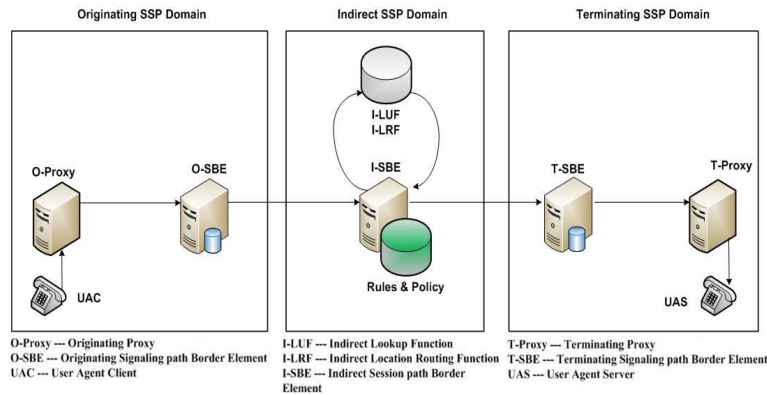 Originating SSP Domain
Indirect SSP Domain
Terminating SSP Domain
I-LUF
I-LRF
O-Proxy
O-SBE
I-SBE
T-SBE
T-Proxy
Rules & Policy
UAC
UAS
O-Proxy --- Originating Proxy
O-SBE --- Originating Signaling path Border Element
UAC --- User Agent Client
I-LUF --- Indirect Lookup Function
I-LRF --- Indirect Location Routing Function
I-SBE --- Indirect Session path Border
Element
T-Proxy --- Terminating Proxy
T-SBE --- Terminating Signaling path Border Element
UAS --- User Agent Server